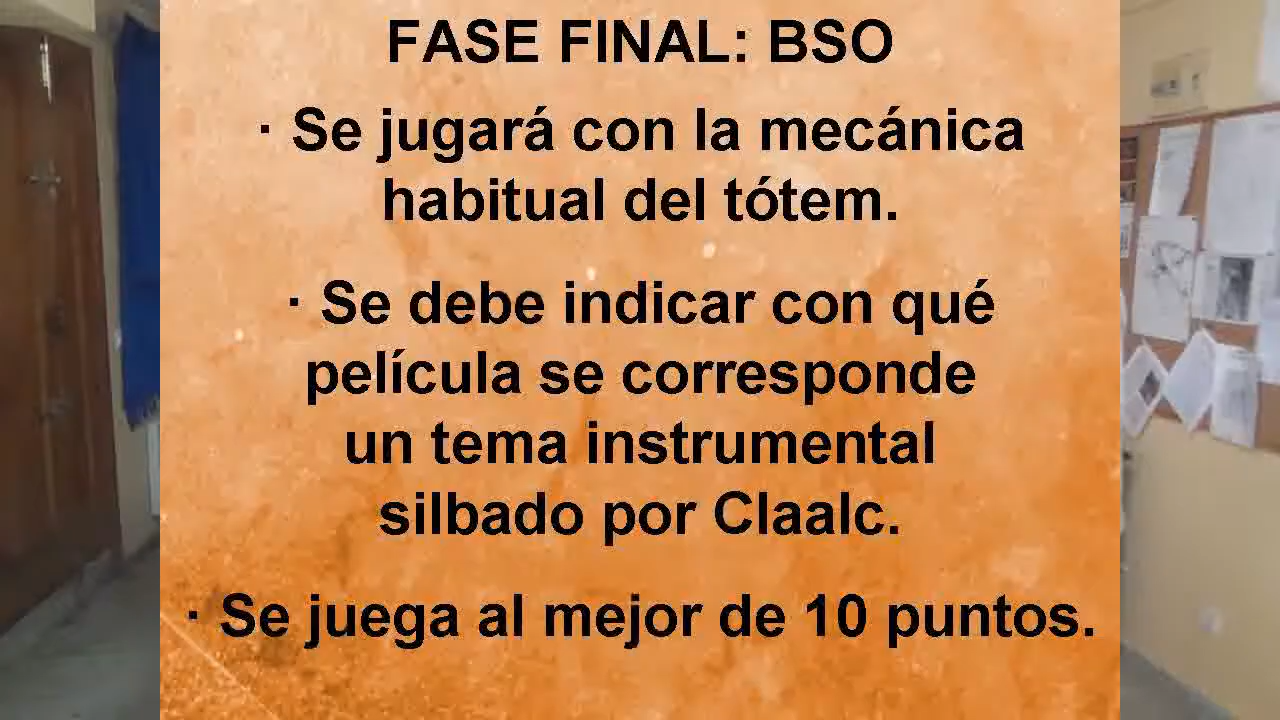 FASE FINAL: BSO
· Se jugará con la mecánica
habitual del tótem.
· Se debe indicar con qué
película se corresponde
un tema instrumental
silbado por Claalc.
· Se juega al mejor de 10 puntos.